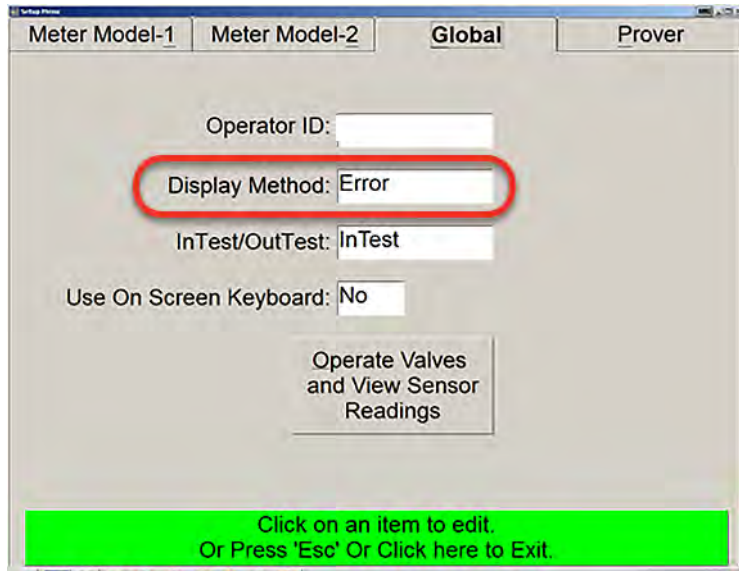 Setup Menu
Meter Model-1 Meter Model-2 Global Prover
Operator ID:
Display Method: Error
InTest/OutTest: InTest
Use On Screen Keyboard: No
Operate Valves
and View Sensor
Readings
Click on an item to edit.
Or Press 'Esc' Or Click here to Exit.